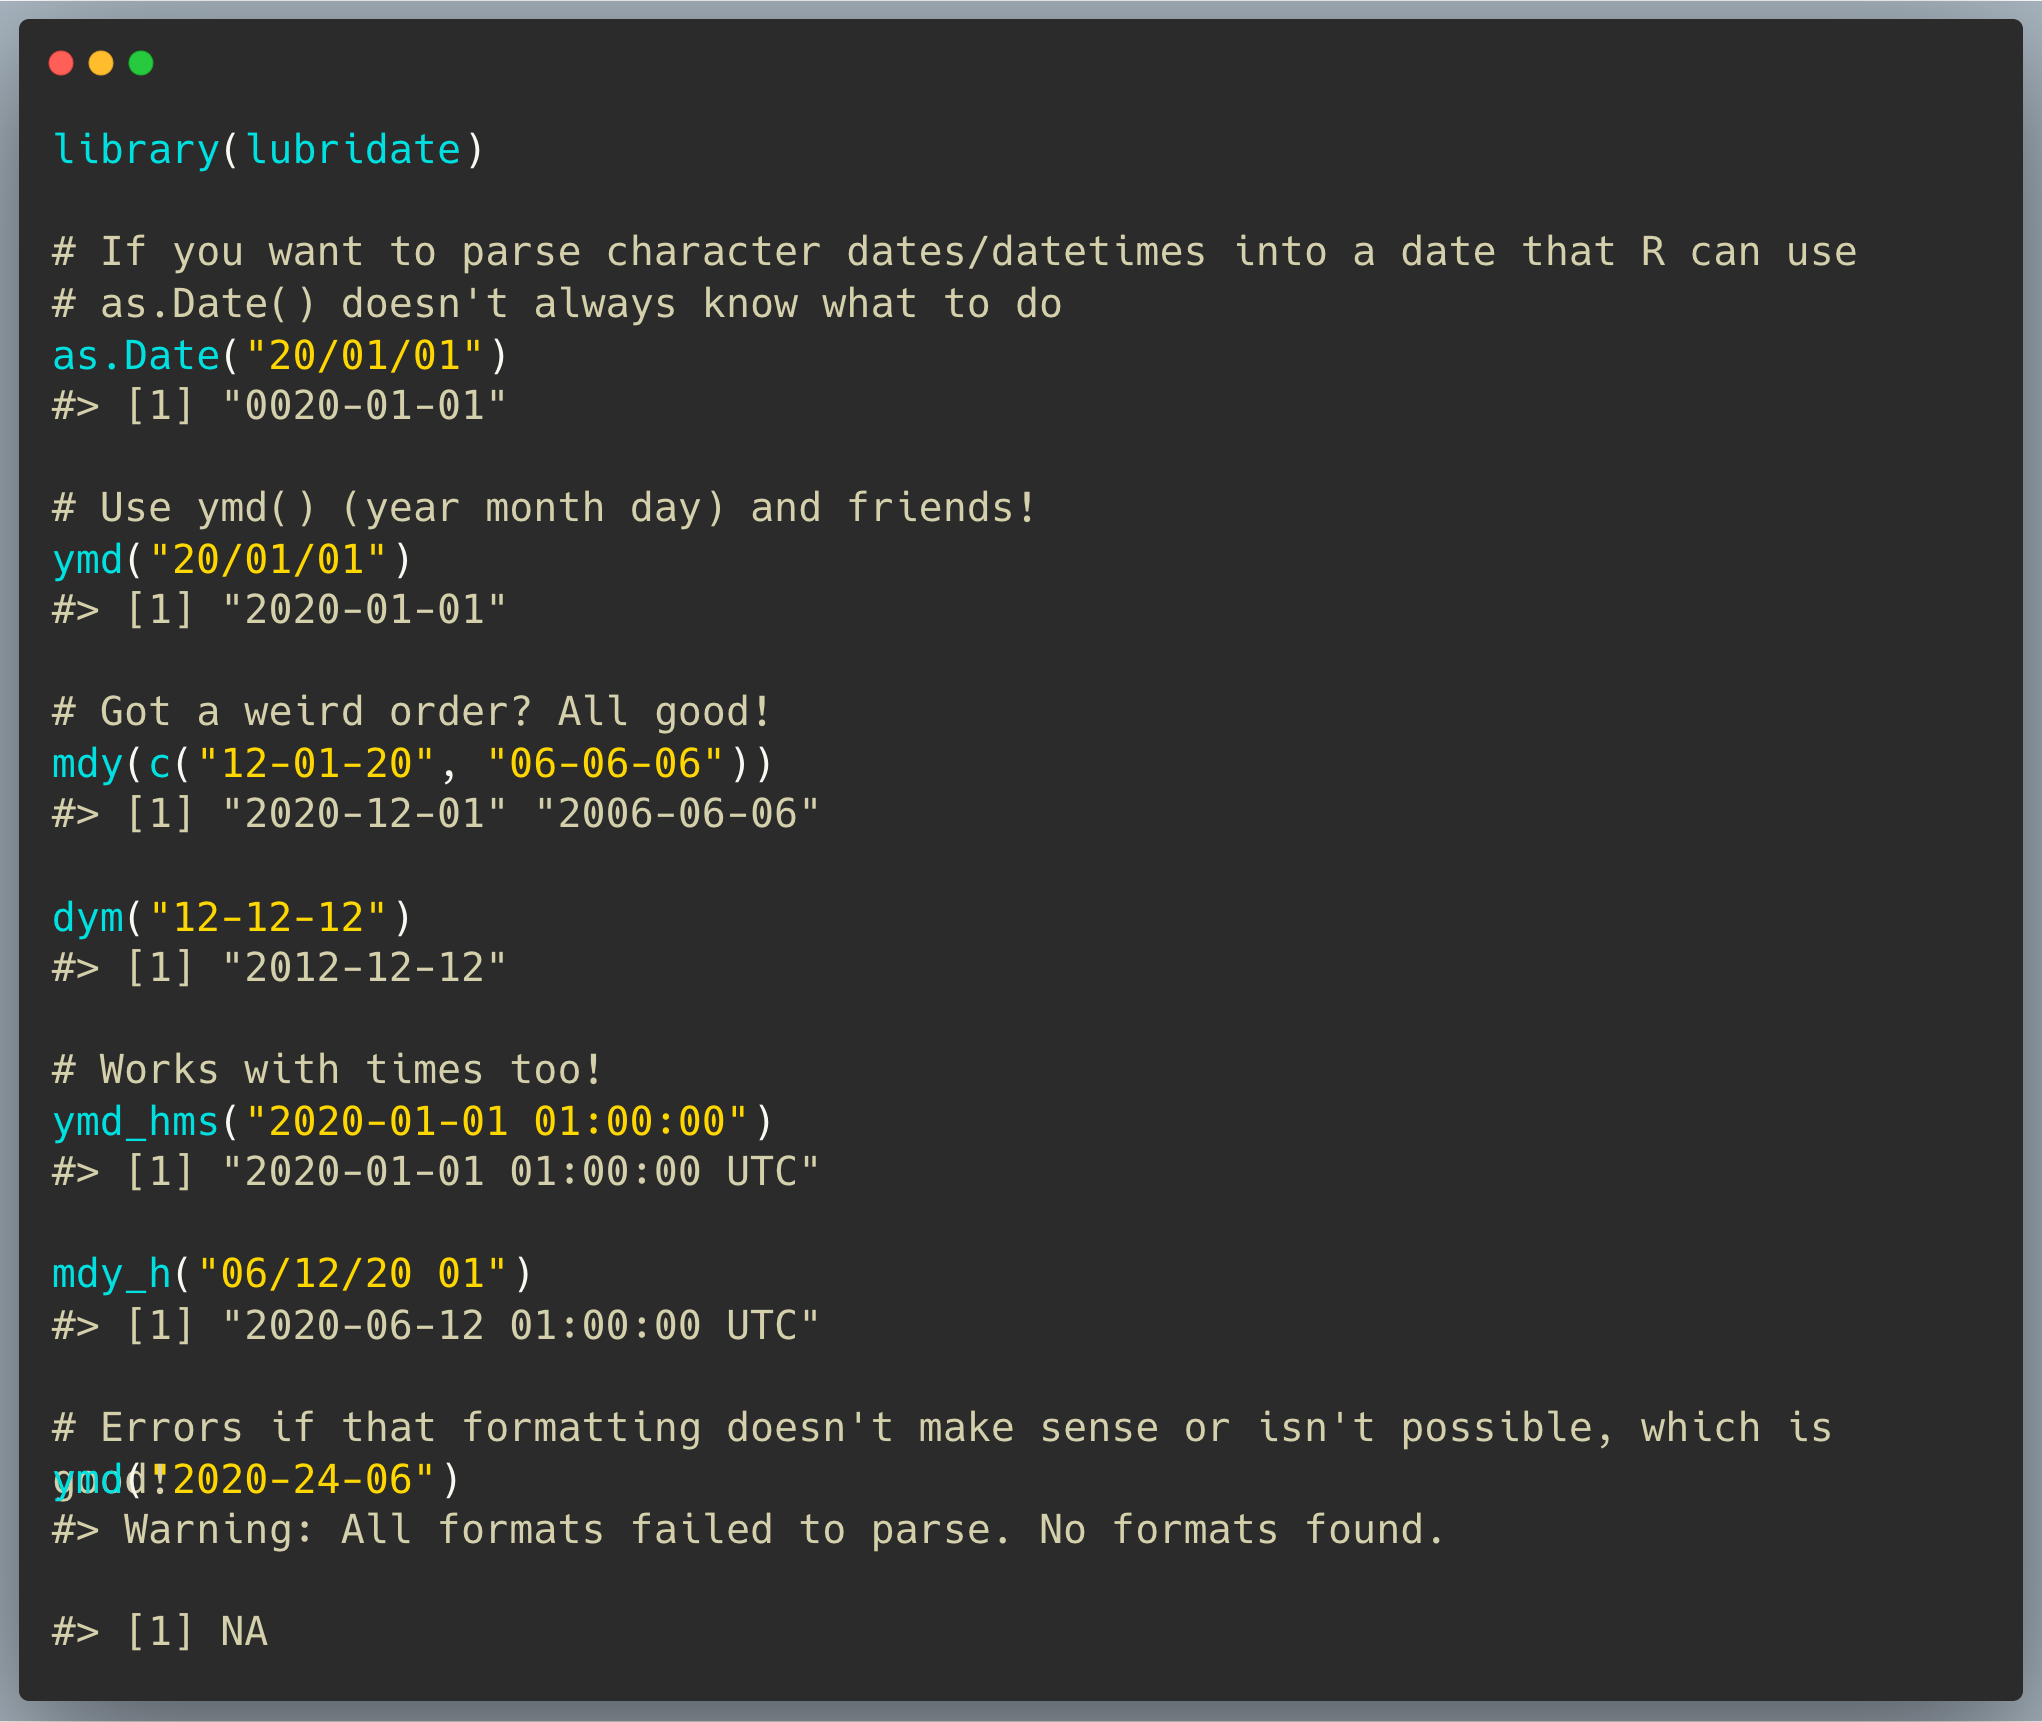 library(lubridate)
# If you want to parse character dates/datetimes into a date that R can use
# as.Date() doesn't always know what to do
as.Date("20/01/01")
#> [1] "0020-01-01"
# Use ymd() (year month day) and friends!
ymd("20/01/01")
#> [1] "2020-01-01"
# Got a weird order? All good!
mdy(c("12-01-20", "06-06-06"))
#> [1] "2020-12-01" "2006-06-06"
dym("12-12-12")
#> [1] "2012-12-12"
# Works with times too!
ymd_hms("2020-01-01 01:00:00")
#> [1] "2020-01-01 01:00:00 UTC"
mdy_h("06/12/20 01")
#> [1] "2020-06-12 01:00:00 UTC"
# Errors if that formatting doesn't make sense or isn't possible, which is
good!
ymd("2020-24-06")
#> Warning: All formats failed to parse. No formats found.
#> [1] NA